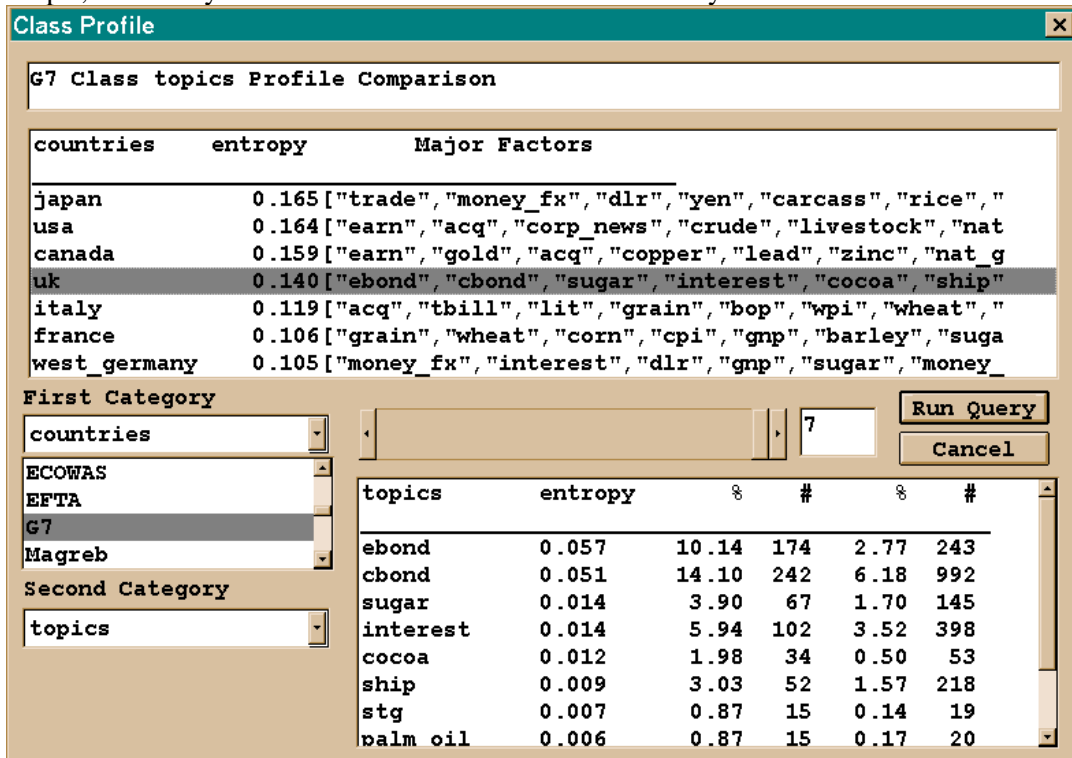 Class Profile
G7 Class topics Profile Comparison
countries entropy Major Factors
japan 0.165["trade","money_fx","dlr","yen","carcass","rice","
usa 0.164["earn","acq","corp_news","crude","livestock","nat
canada 0.159["earn","gold","acq","copper","lead","zinc","nat_g
uk 0.140["ebond","cbond","sugar","interest","cocoa","ship"
italy 0.119["acq","tbill","lit","grain","bop","wpi","wheat","
france 0.106["grain","wheat","corn","cpi","gnp","barley","suga
west_germany 0.105["money_fx","interest","dlr","gnp","sugar","money_
First Category
countries
ECOWAS
EFTA
G7
Magreb
Second Category
topics
7
Run Query
Cancel
topics entropy % # % #
ebond 0.057 10.14 174 2.77 243
cbond 0.051 14.10 242 6.18 992
sugar 0.014 3.90 67 1.70 145
interest 0.014 5.94 102 3.52 398
cocoa 0.012 1.98 34 0.50 53
ship 0.009 3.03 52 1.57 218
stg 0.007 0.87 15 0.14 19
palm oil 0.006 0.87 15 0.17 20